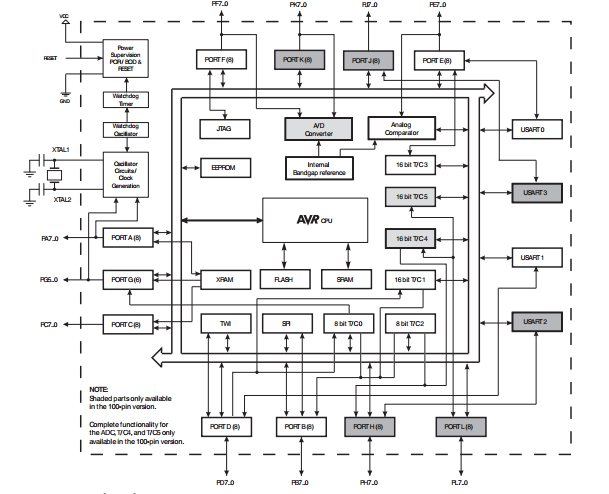 PF7..0 PK7..0 PJ7..0 PE7..0
VCC
RESET
GND
Power
Supervision
POR/ BOD &
RESET
PORT F (8) PORT K (8) PORT J (8) PORT E (8)
Watchdog
Timer
Watchdog
Oscillator
JTAG
A/D
Converter
Analog
Comparator
USART 0
XTAL1
XTAL2
Oscillator
Circuits/
Clock
Generation
EEPROM
Internal
Bandgap reference
16 bit T/C 3
16 bit T/C 5
USART 3
AVR CPU
PA7..0 PORT A (8)
16 bit T/C 4
USART 1
PG5..0 PORT G (6) XRAM FLASH SRAM 16 bit T/C 1
PC7..0 PORT C (8) TWI SPI 8 bit T/C 0 8 bit T/C 2 USART 2
NOTE:
Shaded parts only available
in the 100-pin version.
Complete functionality for
the ADC, T/C4, and T/C5 only
available in the 100-pin version.
PORT D (8) PORT B (8) PORT H (8) PORT L (8)
PD7..0 PB7..0 PH7..0 PL7..0